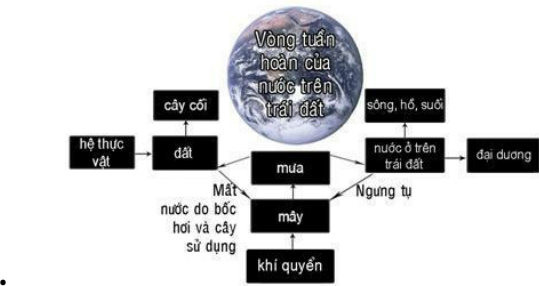 Vòng tuần
hoàn của
nước trên
trái đất
cây cối
sông, hồ, suối
hệ thực
vật
đất
mưa
nước ở trên
trái đất
đại dương
Mất
nước do bốc
hơi và cây
sử dụng
mây
Ngưng tụ
khí quyển